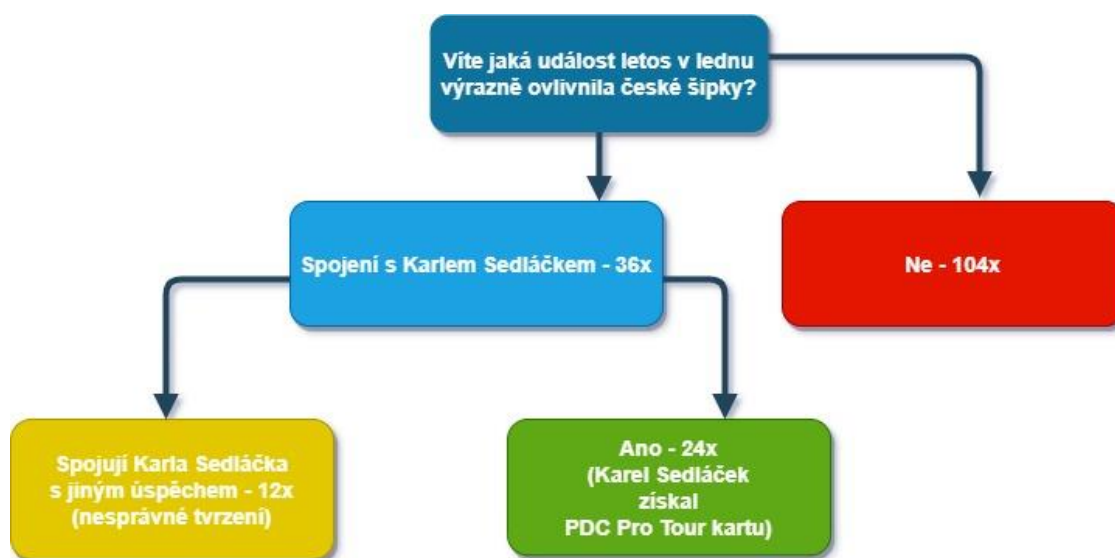 Víte jaká událost letos v lednu
výrazně ovlivnila české šipky?
Spojení s Karlem Sedláčkem - 36x
Ne - 104x
Spojují Karla Sedláčka
s jiným úspěchem - 12x
(nesprávné tvrzení)
Ano - 24x
(Karel Sedláček
získal
PDC Pro Tour kartu)